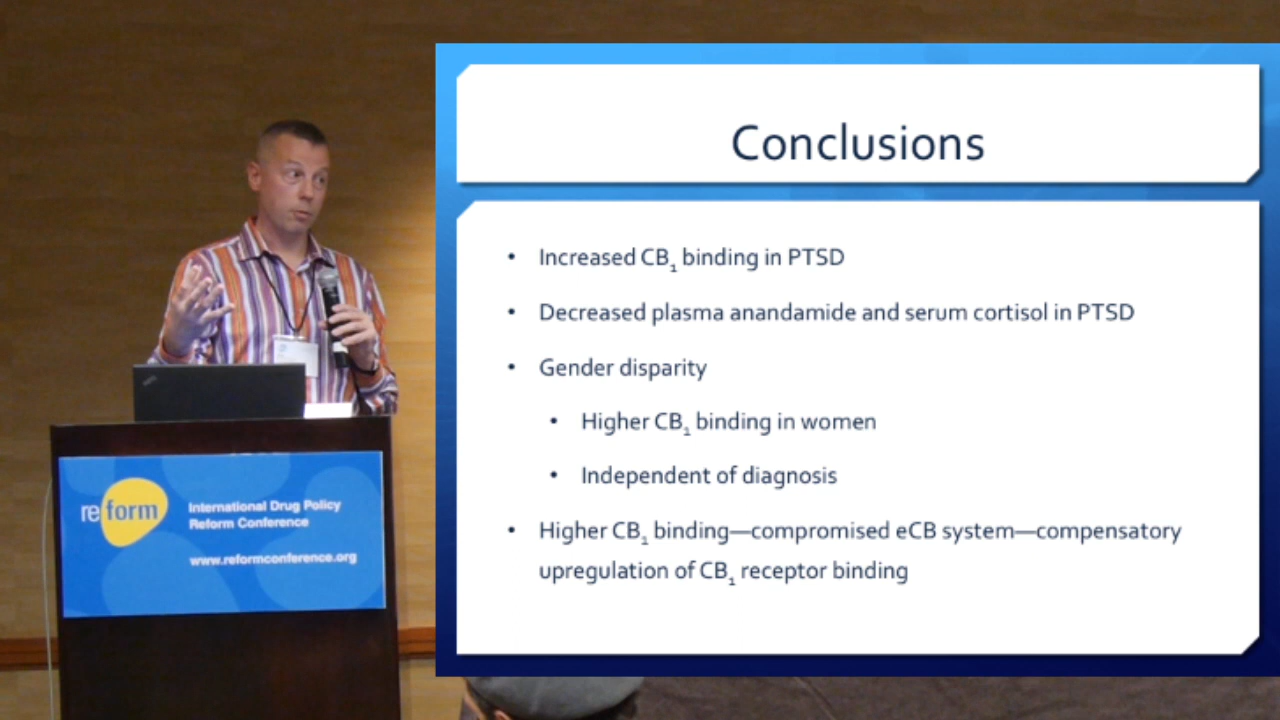 Conclusions
• Increased CB₁ binding in PTSD
• Decreased plasma anandamide and serum cortisol in PTSD
• Gender disparity
• Higher CB₁ binding in women
• Independent of diagnosis
• Higher CB₁ binding—compromised eCB system—compensatory
upregulation of CB₁ receptor binding
reform
International Drug Policy
Reform Conference
www.reformconference.org